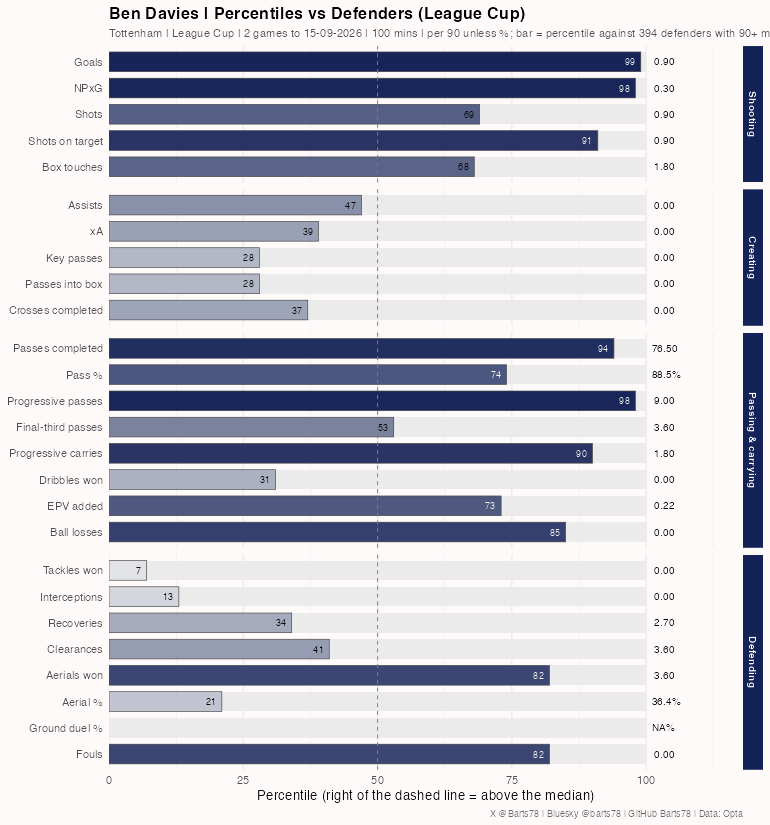 Ben Davies | Percentiles vs Defenders (League Cup)
Tottenham | League Cup | 2 games to 15-09-2026 | 100 mins | per 90 unless %; bar = percentile against 394 defenders with 90+ m
Goals 99 0.90
NPxG 98 0.30
Shots 69 0.90
Shots on target 91 0.90
Box touches 68 1.80
Shooting
Assists 47 0.00
xA 39 0.00
Key passes 28 0.00
Passes into box 28 0.00
Crosses completed 37 0.00
Creating
Passes completed 94 76.50
Pass % 74 88.5%
Progressive passes 98 9.00
Final-third passes 53 3.60
Progressive carries 90 1.80
Dribbles won 31 0.00
EPV added 73 0.22
Ball losses 85 0.00
Passing & carrying
Tackles won 7 0.00
Interceptions 13 0.00
Recoveries 34 2.70
Clearances 41 3.60
Aerials won 82 3.60
Aerial % 21 36.4%
Ground duel % NA%
Fouls 82 0.00
Defending
0 25 50 75 100
Percentile (right of the dashed line = above the median)
X @Barts78 | Bluesky @barts78 | GitHub Barts78 | Data: Opta